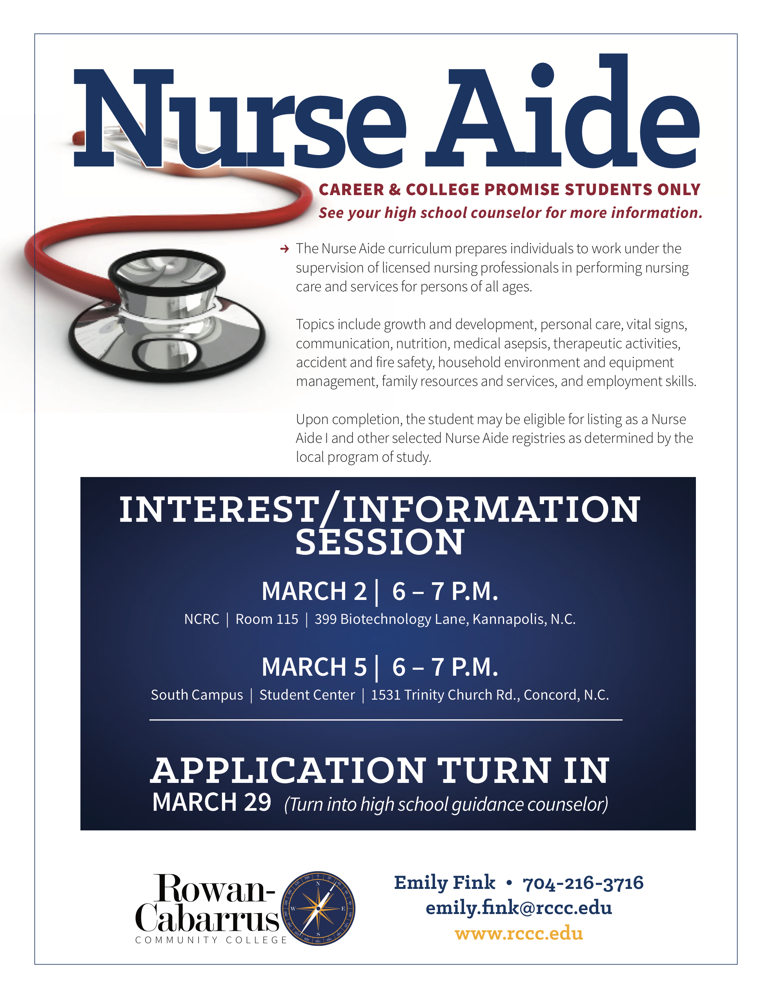 Nurse Aide
CAREER & COLLEGE PROMISE STUDENTS ONLY
See your high school counselor for more information.
→ The Nurse Aide curriculum prepares individuals to work under the
supervision of licensed nursing professionals in performing nursing
care and services for persons of all ages.
Topics include growth and development, personal care, vital signs,
communication, nutrition, medical asepsis, therapeutic activities,
accident and fire safety, household environment and equipment
management, family resources and services, and employment skills.
Upon completion, the student may be eligible for listing as a Nurse
Aide I and other selected Nurse Aide registries as determined by the
local program of study.
INTEREST/INFORMATION
SESSION
MARCH 2 | 6 – 7 P.M.
NCRC | Room 115 | 399 Biotechnology Lane, Kannapolis, N.C.
MARCH 5 | 6 – 7 P.M.
South Campus | Student Center | 1531 Trinity Church Rd., Concord, N.C.
APPLICATION TURN IN
MARCH 29 (Turn into high school guidance counselor)
Rowan-
Cabarrus
COMMUNITY COLLEGE
N
W E
S
Emily Fink • 704-216-3716
emily.fink@rccc.edu
www.rccc.edu